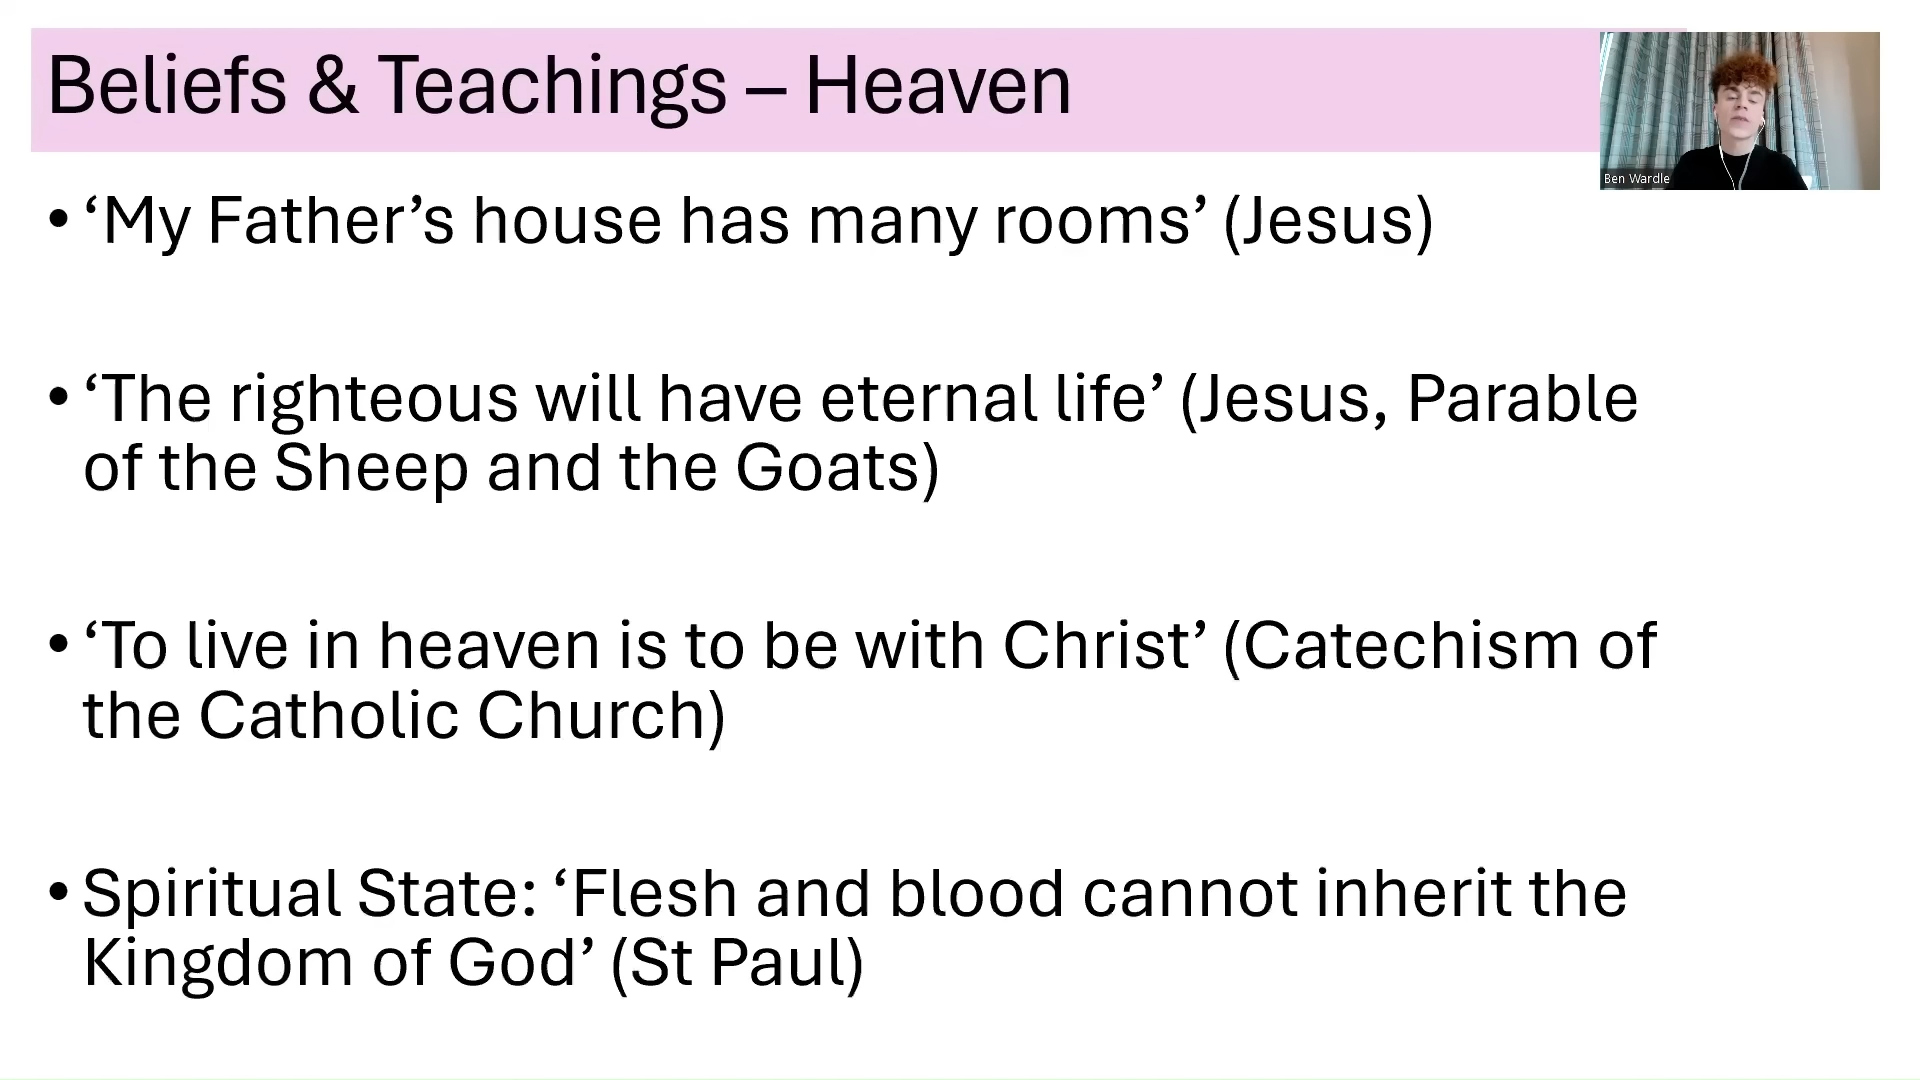 Beliefs & Teachings – Heaven
Ben Wardle
• ‘My Father’s house has many rooms’ (Jesus)
• ‘The righteous will have eternal life’ (Jesus, Parable
of the Sheep and the Goats)
• ‘To live in heaven is to be with Christ’ (Catechism of
the Catholic Church)
• Spiritual State: ‘Flesh and blood cannot inherit the
Kingdom of God’ (St Paul)